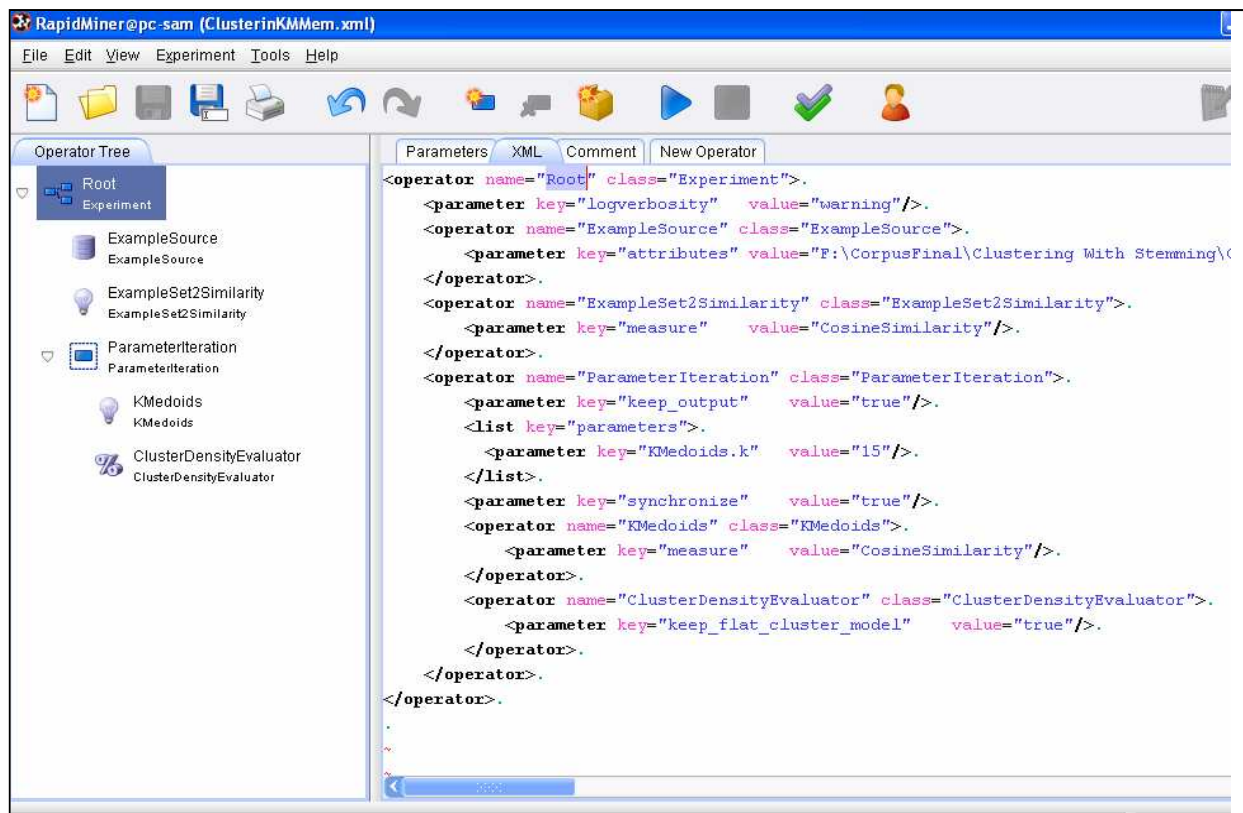 RapidMiner@pc-sam (ClusterinKMMem.xml)
File Edit View Experiment Tools Help
Operator Tree
Root
Experiment
ExampleSource
ExampleSource
ExampleSet2Similarity
ExampleSet2Similarity
ParameterIteration
ParameterIteration
KMedoids
KMedoids
ClusterDensityEvaluator
ClusterDensityEvaluator
Parameters XML Comment New Operator
<operator name="Root" class="Experiment">.
<parameter key="logverbosity" value="warning"/>.
<operator name="ExampleSource" class="ExampleSource">.
<parameter key="attributes" value="F:\CorpusFinal\Clustering With Stemming\
</operator>.
<operator name="ExampleSet2Similarity" class="ExampleSet2Similarity">.
<parameter key="measure" value="CosineSimilarity"/>.
</operator>.
<operator name="ParameterIteration" class="ParameterIteration">.
<parameter key="keep_output" value="true"/>.
<list key="parameters">.
<parameter key="KMedoids.k" value="15"/>.
</list>.
<parameter key="synchronize" value="true"/>.
<operator name="KMedoids" class="KMedoids">.
<parameter key="measure" value="CosineSimilarity"/>.
</operator>.
<operator name="ClusterDensityEvaluator" class="ClusterDensityEvaluator">.
<parameter key="keep_flat_cluster_model" value="true"/>.
</operator>.
</operator>.
</operator>.
.
~
~